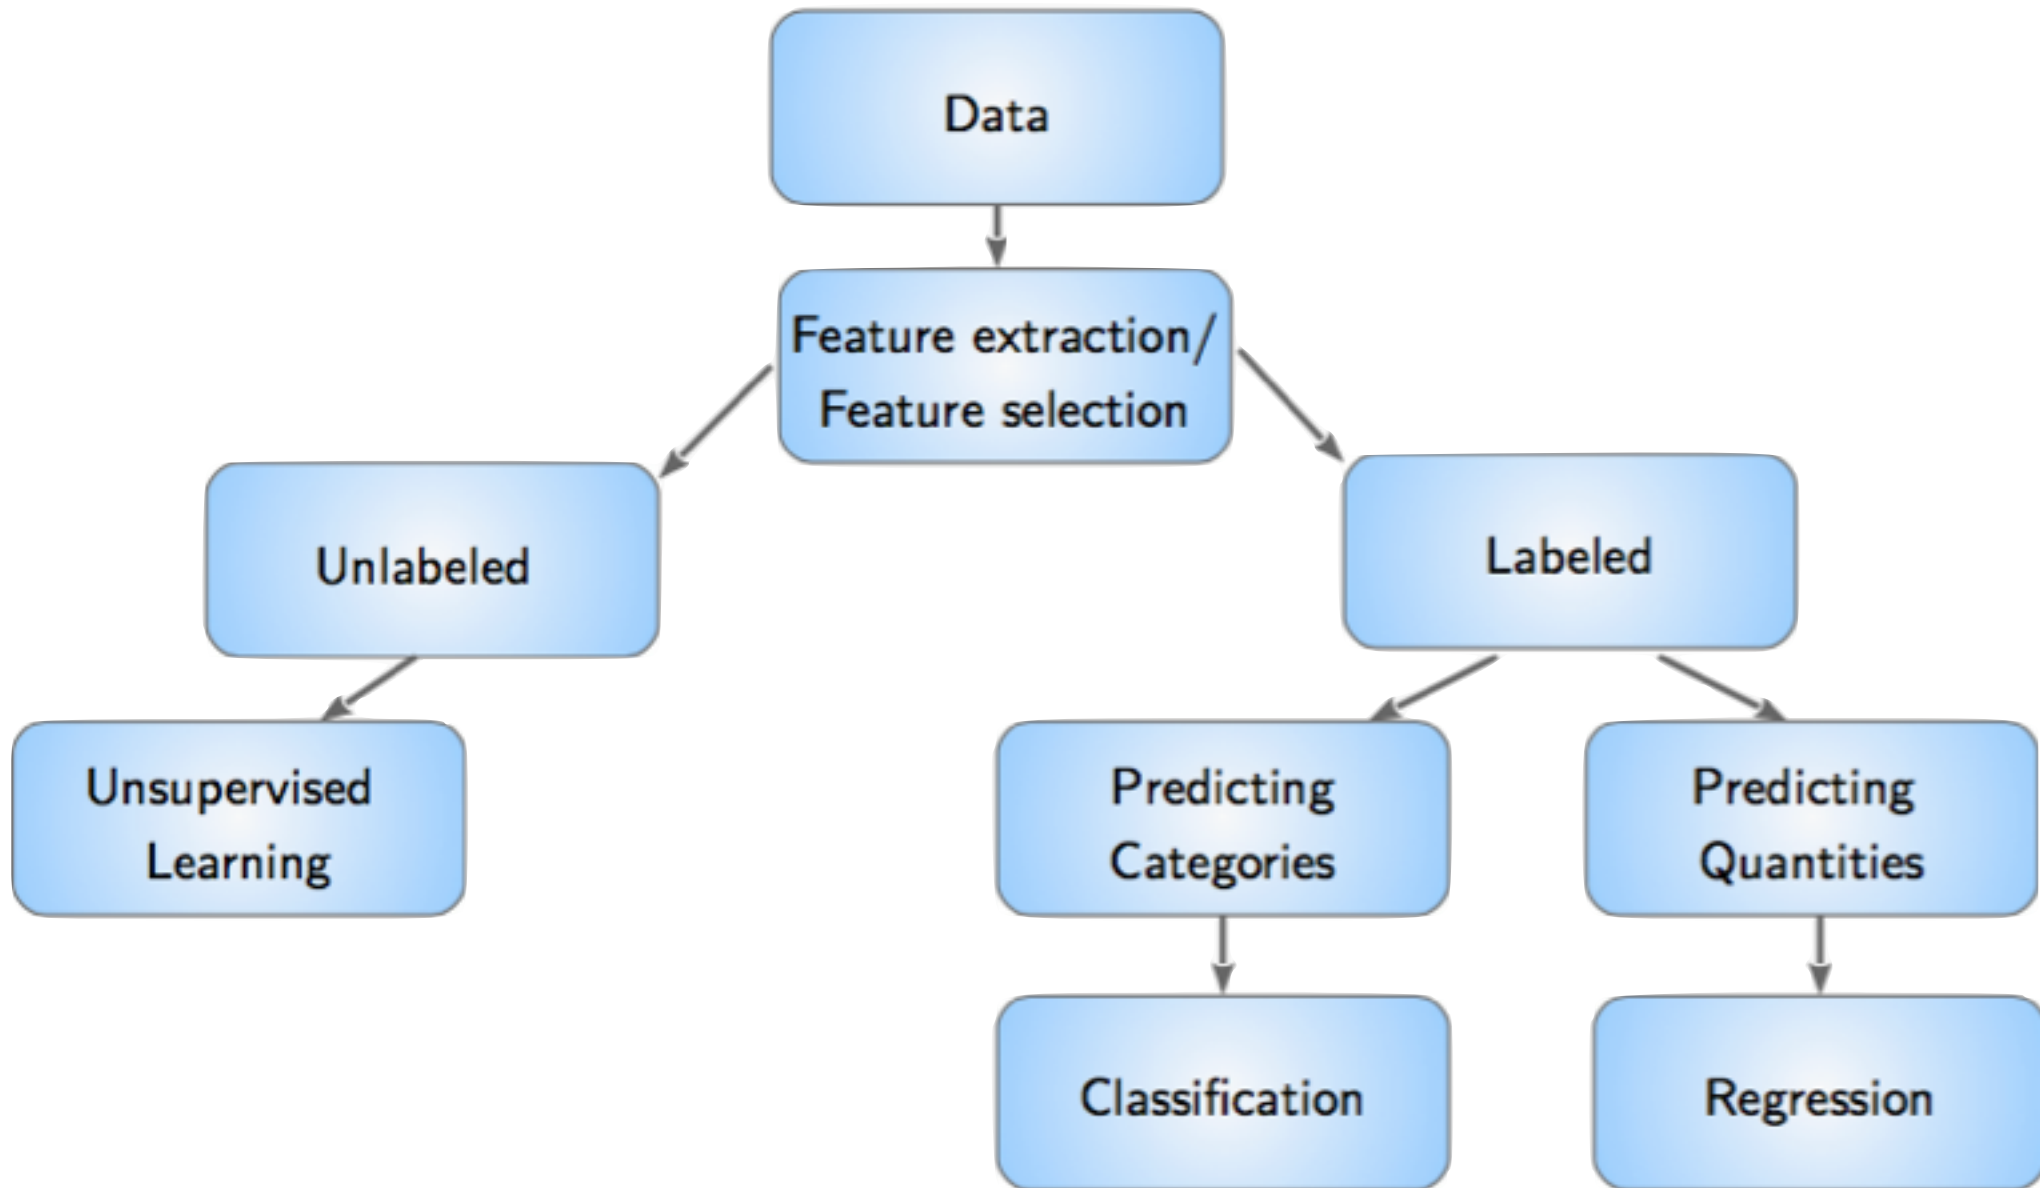 Data
Feature extraction/
Feature selection
Unlabeled
Labeled
Unsupervised
Learning
Predicting
Categories
Predicting
Quantities
Classification
Regression